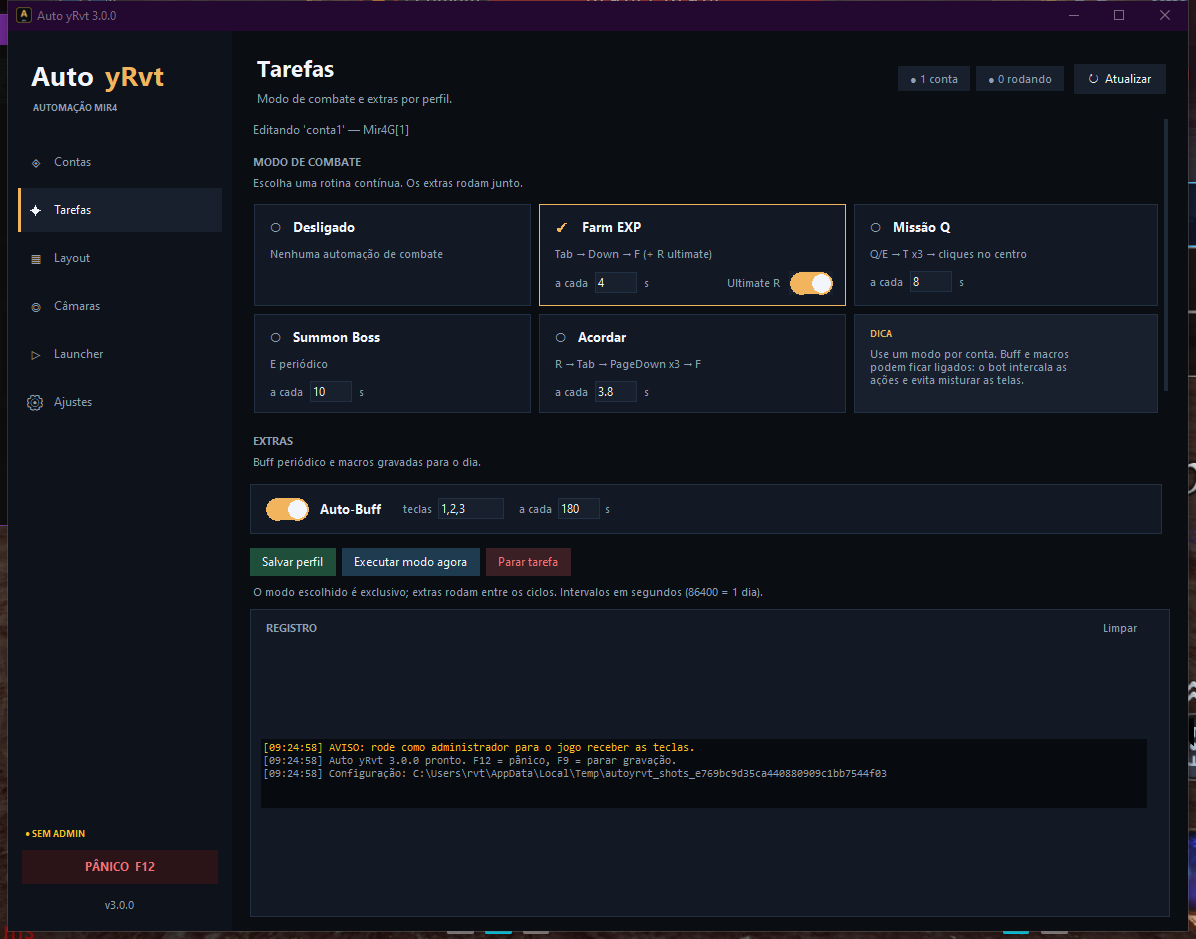 Auto yRvt 3.0.0
Auto yRvt
AUTOMAÇÃO MIR4
Contas
Tarefas
Layout
Câmaras
Launcher
Ajustes
● SEM ADMIN
PÂNICO F12
v3.0.0
Tarefas
Modo de combate e extras por perfil.
● 1 conta
● 0 rodando
↻ Atualizar
Editando 'conta1' — Mir4G[1]
MODO DE COMBATE
Escolha uma rotina contínua. Os extras rodam junto.
○ Desligado
Nenhuma automação de combate
✓ Farm EXP
Tab → Down → F (+ R ultimate)
a cada 4 s Ultimate R
○ Missão Q
Q/E → T x3 → cliques no centro
a cada 8 s
○ Summon Boss
E periódico
a cada 10 s
○ Acordar
R → Tab → PageDown x3 → F
a cada 3.8 s
DICA
Use um modo por conta. Buff e macros
podem ficar ligados: o bot intercala as
ações e evita misturar as telas.
EXTRAS
Buff periódico e macros gravadas para o dia.
Auto-Buff teclas 1,2,3 a cada 180 s
Salvar perfil
Executar modo agora
Parar tarefa
O modo escolhido é exclusivo; extras rodam entre os ciclos. Intervalos em segundos (86400 = 1 dia).
REGISTRO
Limpar
[09:24:58] AVISO: rode como administrador para o jogo receber as teclas.
[09:24:58] Auto yRvt 3.0.0 pronto. F12 = pânico, F9 = parar gravação.
[09:24:58] Configuração: C:\Users\rvt\AppData\Local\Temp\autoyrvt_shots_e769bc9d35ca440880909c1bb7544f03